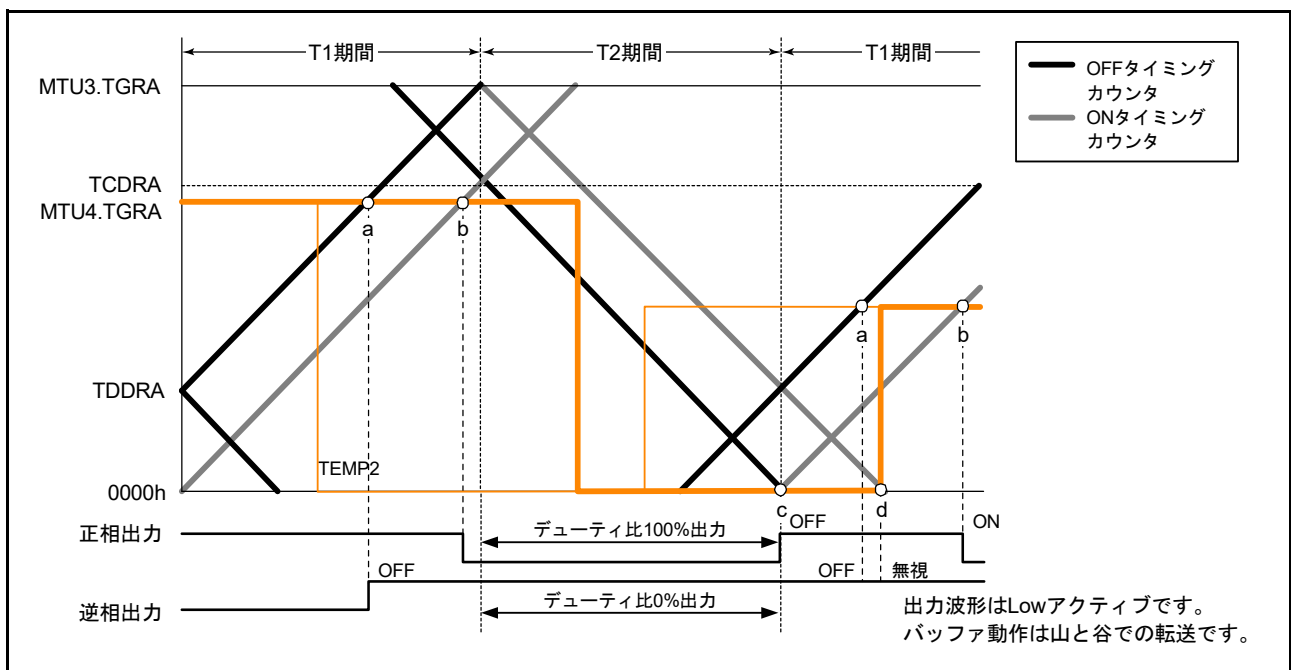 T1期間
T2期間
T1期間
OFFタイミング
カウンタ
ONタイミング
カウンタ
MTU3.TGRA
TCDRA
MTU4.TGRA
a
b
a
b
TDDRA
TEMP2
0000h
c
d
正相出力
デューティ比100%出力
OFF
ON
OFF
OFF
無視
逆相出力
デューティ比0%出力
出力波形はLowアクティブです。
バッファ動作は山と谷での転送です。